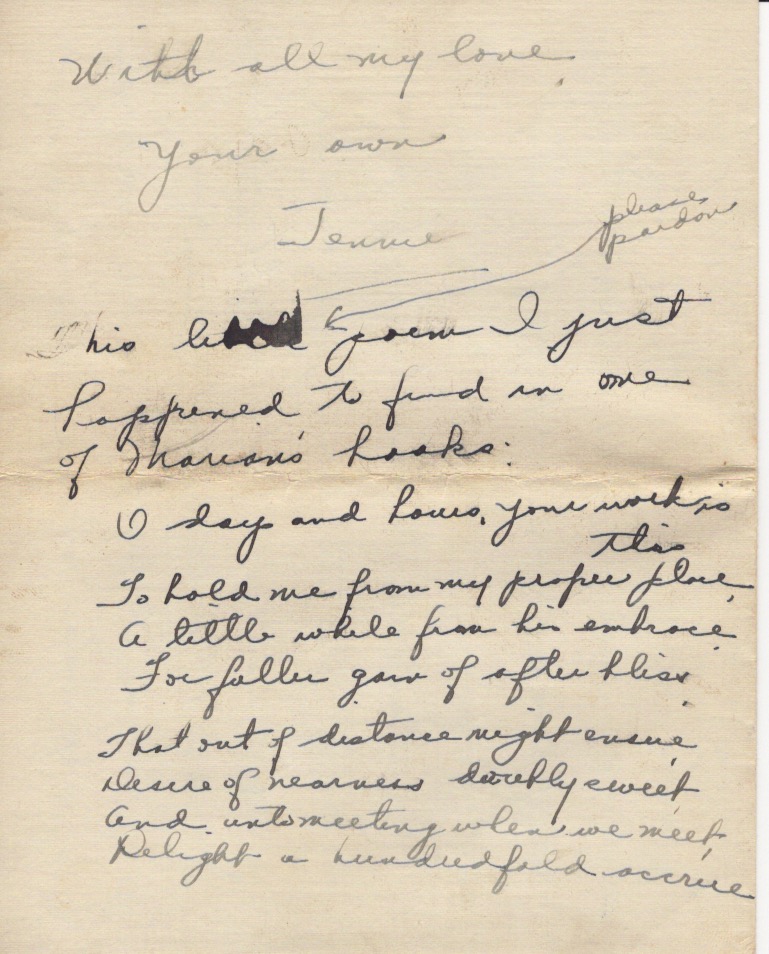 With all my love.
Your own
Jennie
please
pardon
This little poem I just
happened to find in one
of Marian's books:
O days and hours, your work is
this
To hold me from my proper place,
A little while from his embrace
For fuller gain of after bliss
That out of distance might ensue
Desire of nearness doubly sweet
And unto meeting when we meet,
Delight a hundredfold accrue